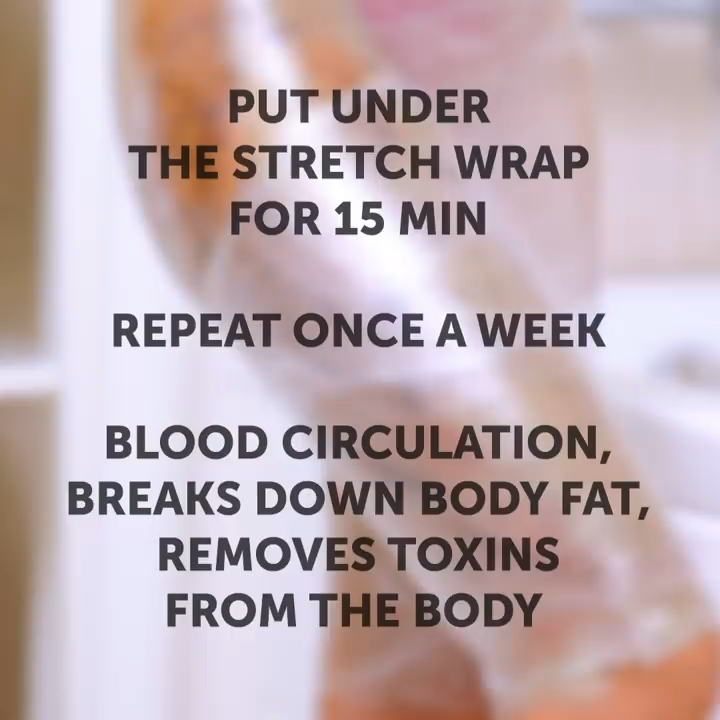 PUT UNDER
THE STRETCH WRAP
FOR 15 MIN
REPEAT ONCE A WEEK
BLOOD CIRCULATION,
BREAKS DOWN BODY FAT,
REMOVES TOXINS
FROM THE BODY